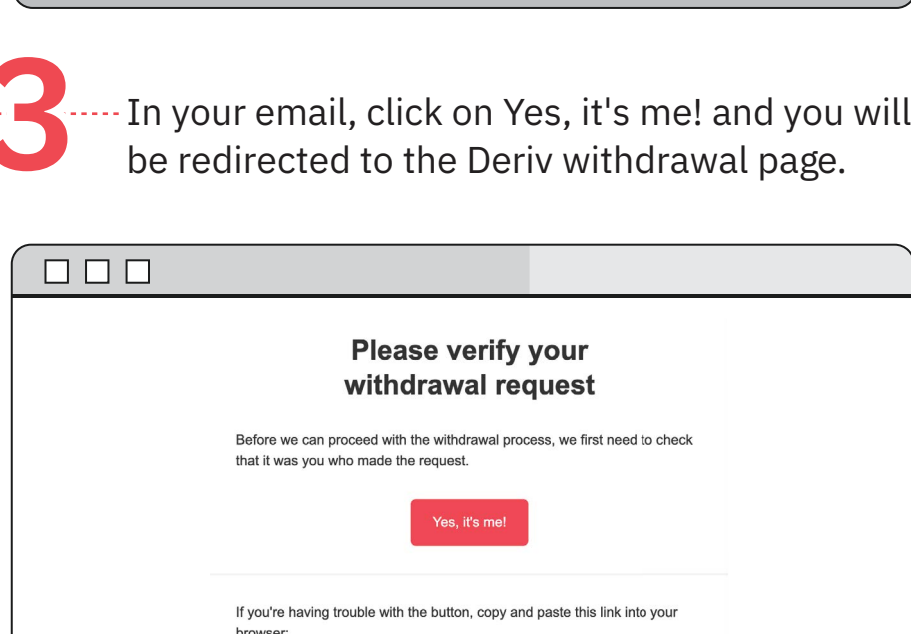 3
In your email, click on Yes, it's me! and you will
be redirected to the Deriv withdrawal page.
Please verify your
withdrawal request
Before we can proceed with the withdrawal process, we first need to check
that it was you who made the request.
Yes, it's me!
If you're having trouble with the button, copy and paste this link into your
browser: